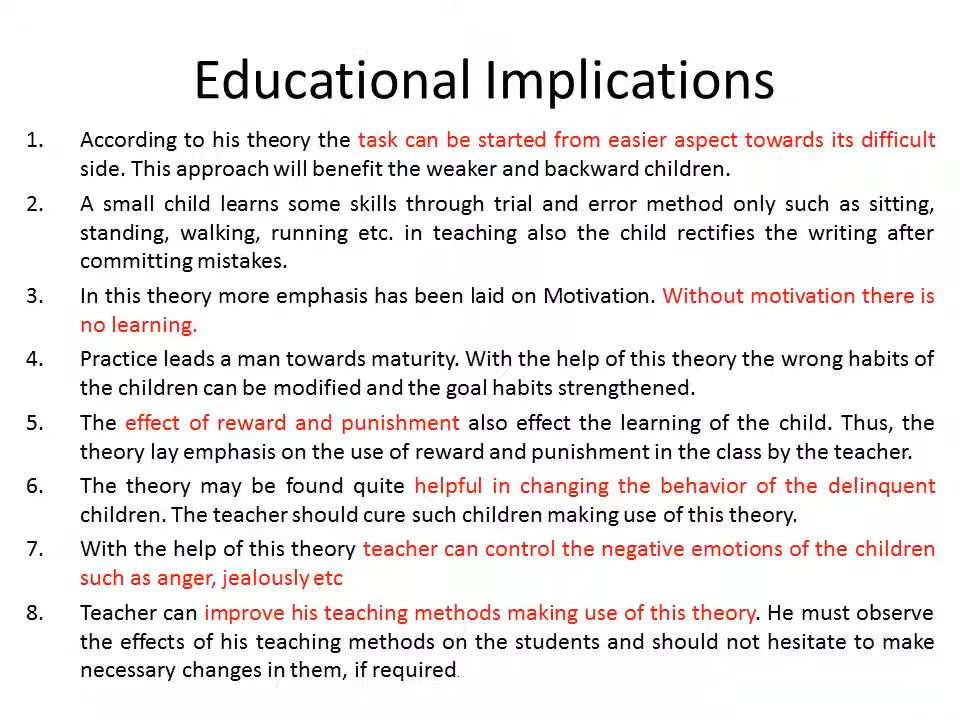 Educational Implications
1. According to his theory the task can be started from easier aspect towards its difficult
side. This approach will benefit the weaker and backward children.
2. A small child learns some skills through trial and error method only such as sitting,
standing, walking, running etc. in teaching also the child rectifies the writing after
committing mistakes.
3. In this theory more emphasis has been laid on Motivation. Without motivation there is
no learning.
4. Practice leads a man towards maturity. With the help of this theory the wrong habits of
the children can be modified and the goal habits strengthened.
5. The effect of reward and punishment also effect the learning of the child. Thus, the
theory lay emphasis on the use of reward and punishment in the class by the teacher.
6. The theory may be found quite helpful in changing the behavior of the delinquent
children. The teacher should cure such children making use of this theory.
7. With the help of this theory teacher can control the negative emotions of the children
such as anger, jealously etc
8. Teacher can improve his teaching methods making use of this theory. He must observe
the effects of his teaching methods on the students and should not hesitate to make
necessary changes in them, if required.